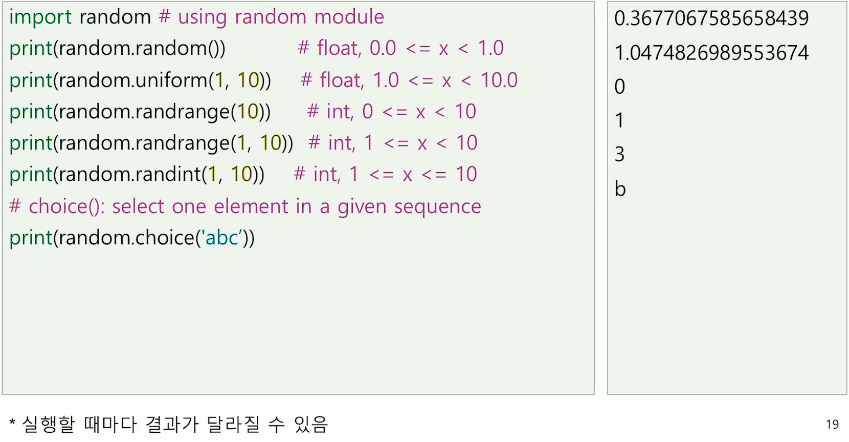 import random # using random module
print(random.random()) # float, 0.0 <= x < 1.0
print(random.uniform(1, 10)) # float, 1.0 <= x < 10.0
print(random.randrange(10)) # int, 0 <= x < 10
print(random.randrange(1, 10)) # int, 1 <= x < 10
print(random.randint(1, 10)) # int, 1 <= x <= 10
# choice(): select one element in a given sequence
print(random.choice('abc’))
0.3677067585658439
1.0474826989553674
0
1
3
b
* 실행할 때마다 결과가 달라질 수 있음
19